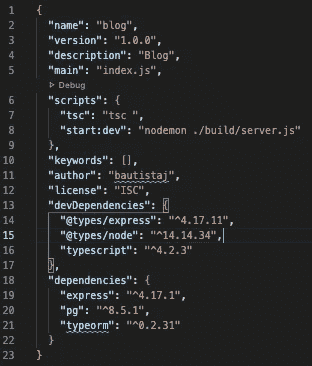 1 {
2 "name": "blog",
3 "version": "1.0.0",
4 "description": "Blog",
5 "main": "index.js",
Debug
6 "scripts": {
7 "tsc": "tsc ",
8 "start:dev": "nodemon ./build/server.js"
9 },
10 "keywords": [],
11 "author": "bautistaj",
12 "license": "ISC",
13 "devDependencies": {
14 "@types/express": "^4.17.11",
15 "@types/node": "^14.14.34",
16 "typescript": "^4.2.3"
17 },
18 "dependencies": {
19 "express": "^4.17.1",
20 "pg": "^8.5.1",
21 "typeorm": "^0.2.31"
22 }
23 }